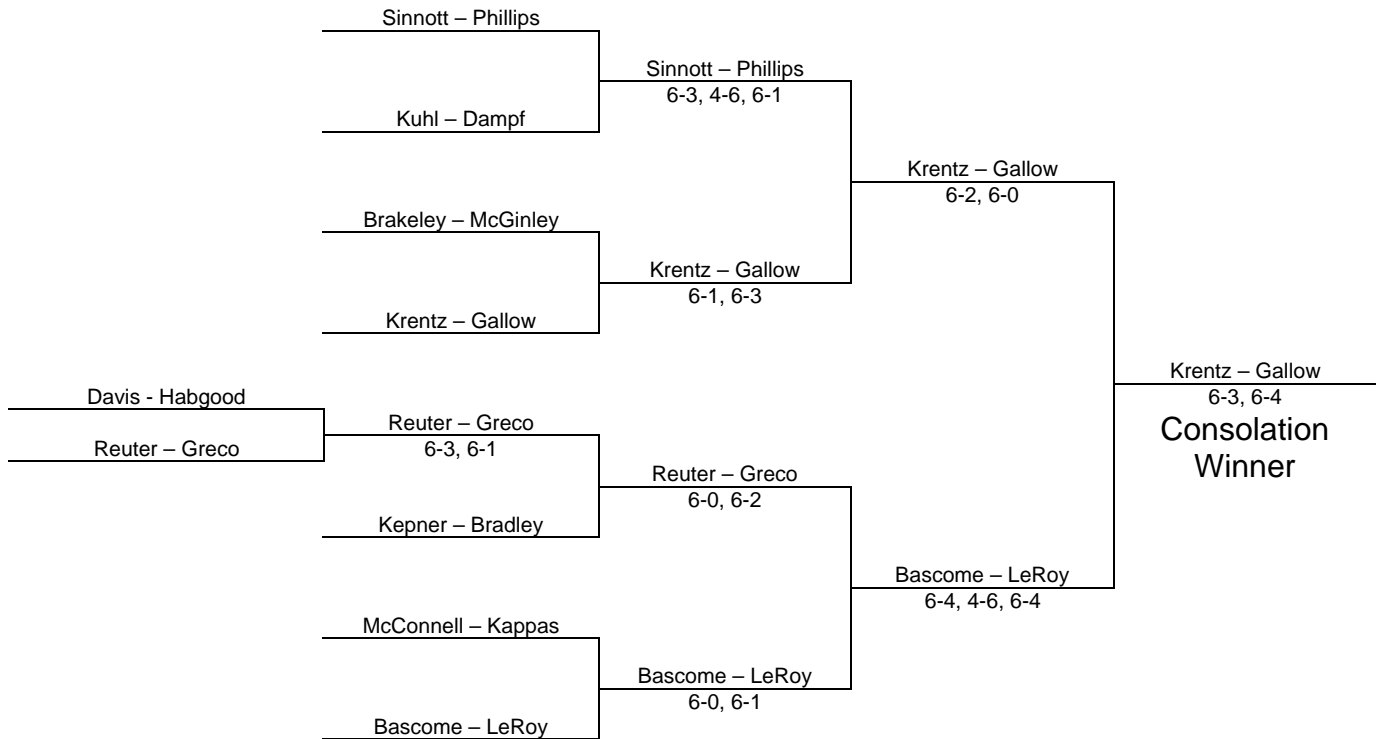 Sinnott – Phillips
Sinnott – Phillips
6-3, 4-6, 6-1
Kuhl – Dampf
Krentz – Gallow
6-2, 6-0
Brakeley – McGinley
Krentz – Gallow
6-1, 6-3
Krentz – Gallow
Krentz – Gallow
6-3, 6-4
Consolation
Winner
Davis - Habgood
Reuter – Greco
6-3, 6-1
Reuter – Greco
Reuter – Greco
6-0, 6-2
Kepner – Bradley
Bascome – LeRoy
6-4, 4-6, 6-4
McConnell – Kappas
Bascome – LeRoy
6-0, 6-1
Bascome – LeRoy